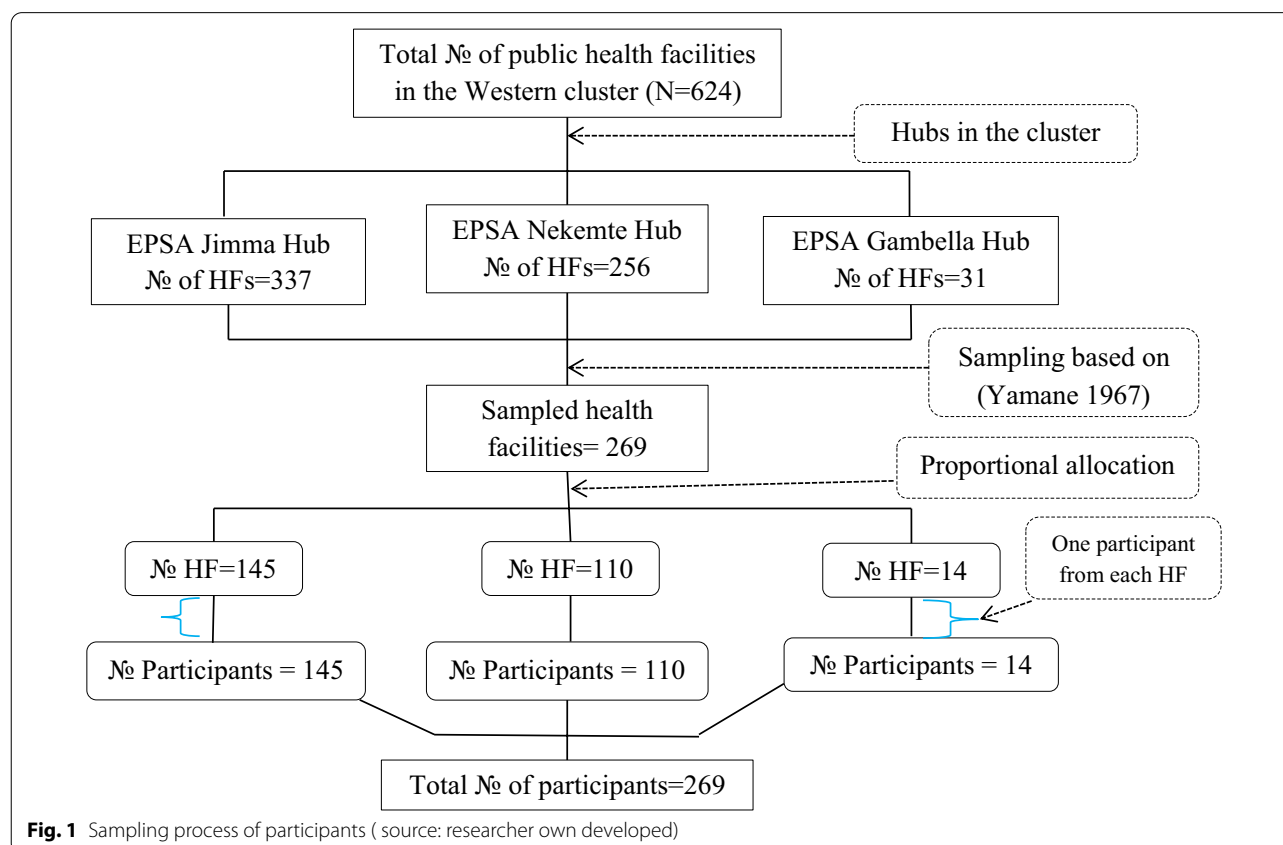 Total № of public health facilities
in the Western cluster (N=624)
Hubs in the cluster
EPSA Jimma Hub
№ of HFs=337
EPSA Nekemte Hub
№ of HFs=256
EPSA Gambella Hub
№ of HFs=31
Sampling based on
(Yamane 1967)
Sampled health
facilities= 269
Proportional allocation
№ HF=145
№ HF=110
№ HF=14
One participant
from each HF
№ Participants = 145
№ Participants = 110
№ Participants = 14
Total № of participants=269
Fig. 1 Sampling process of participants ( source: researcher own developed)